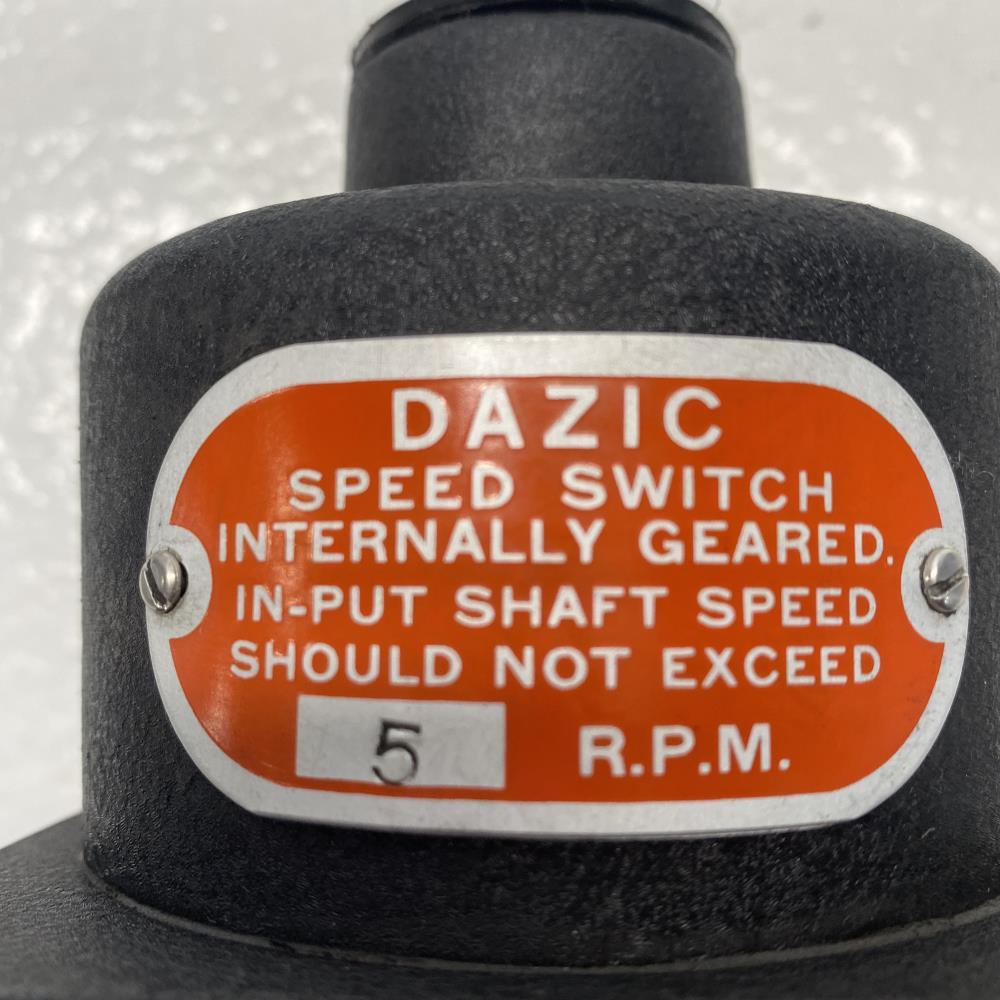 DAZIC
SPEED SWITCH
INTERNALLY GEARED.
IN-PUT SHAFT SPEED
SHOULD NOT EXCEED
5 R.P.M.